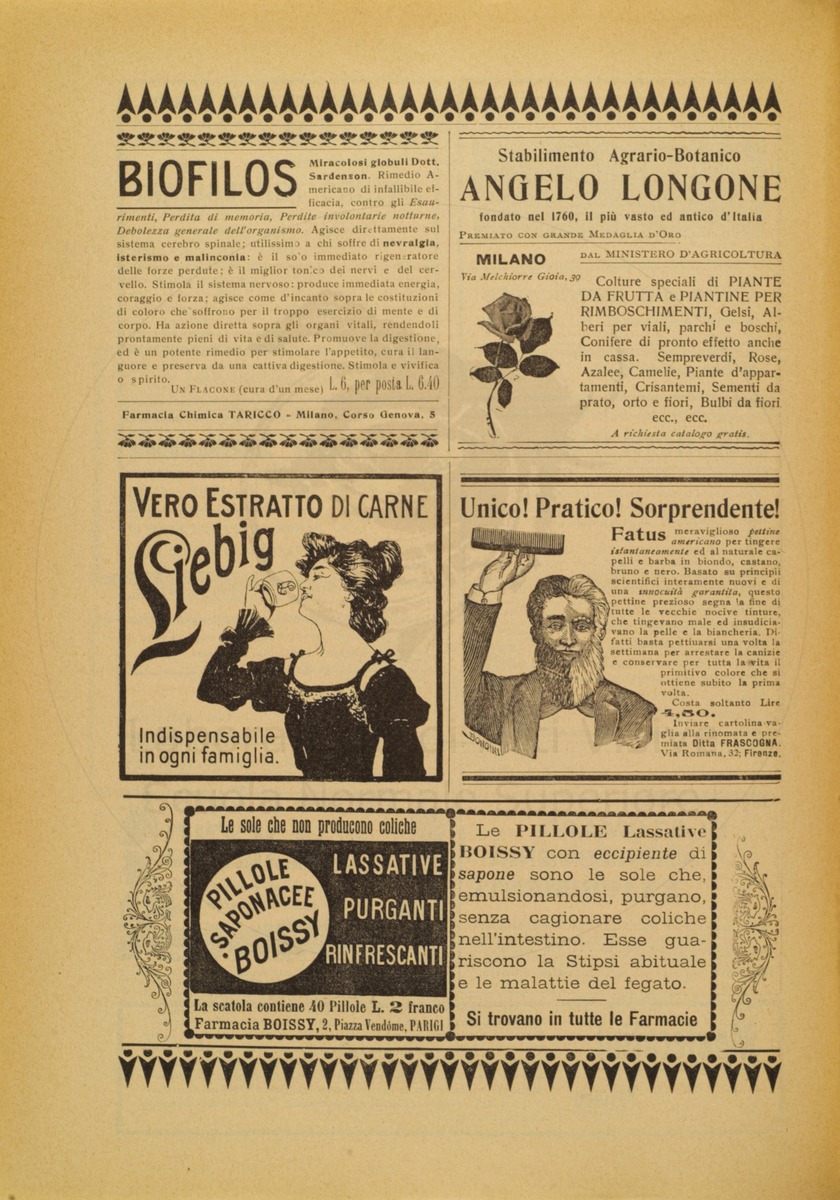 BIOFILOS
Miracolosi globuli Dott.
Sardenson. Rimedio A-
mericano di infallibile ef-
ficacia, contro gli Esau-
rimenti, Perdita di memoria, Perdite involontarie notturne,
Debolezza generale dell'organismo. Agisce direttamente sul
sistema cerebro spinale; utilissimo a chi soffre di nevralgia,
isterismo e malinconia: è il solo immediato rigeneratore
delle forze perdute; è il miglior tonico dei nervi e del cer-
vello. Stimola il sistema nervoso: produce immediata energia,
coraggio e forza; agisce come d'incanto sopra le costituzioni
di coloro che soffrono per il troppo esercizio di mente e di
corpo. Ha azione diretta sopra gli organi vitali, rendendoli
prontamente pieni di vita e di salute. Promuove la digestione,
ed è un potente rimedio per stimolare l'appetito, cura il lan-
guore e preserva da una cattiva digestione. Stimola e vivifica
o spirito.
UN FLACONE (cura d'un mese) L. 6, per posta L. 6.40
Farmacia Chimica TARICCO - Milano, Corso Genova, 5
Stabilimento Agrario-Botanico
ANGELO LONGONE
fondato nel 1760, il più vasto ed antico d'Italia
PREMIATO CON GRANDE MEDAGLIA D'ORO
DAL MINISTERO D'AGRICOLTURA
MILANO
Via Melchiorre Gioia, 39
Colture speciali di PIANTE
DA FRUTTA e PIANTINE PER
RIMBOSCHIMENTI, Gelsi, Al-
beri per viali, parchi e boschi,
Conifere di pronto effetto anche
in cassa. Sempreverdi, Rose,
Azalee, Camelie, Piante d'appar-
tamenti, Crisantemi, Sementi da
prato, orto e fiori, Bulbi da fiori
ecc., ecc.
A richiesta catalogo gratis.
VERO ESTRATTO DI CARNE
Liebig
Indispensabile
in ogni famiglia.
Unico! Pratico! Sorprendente!
Fatus meraviglioso pettine
americano per tingere
istantaneamente ed al naturale ca-
pelli e barba in biondo, castano,
bruno e nero. Basato su principii
scientifici interamente nuovi e di
una innocuità garantita, questo
pettine prezioso segna la fine di
tutte le vecchie nocive tinture,
che tingevano male ed insudicia-
vano la pelle e la biancheria. Di-
fatti basta pettinarsi una volta la
settimana per arrestare la canizie
e conservare per tutta la vita il
primitivo colore che si
ottiene subito la prima
volta.
Costa soltanto Lire
4,50.
Inviare cartolina-va-
glia alla rinomata e pre-
miata Ditta FRASCOGNA.
Via Romana, 32; Firenze.
Le sole che non producono coliche
PILLOLE
SAPONACEE
BOISSY
LASSATIVE
PURGANTI
RINFRESCANTI
La scatola contiene 40 Pillole L. 2 franco
Farmacia BOISSY, 2, Piazza Vendôme, PARIGI
Le PILLOLE Lassative
BOISSY con eccipiente di
sapone sono le sole che,
emulsionandosi, purgano,
senza cagionare coliche
nell'intestino. Esse gua-
riscono la Stipsi abituale
e le malattie del fegato.
Si trovano in tutte le Farmacie